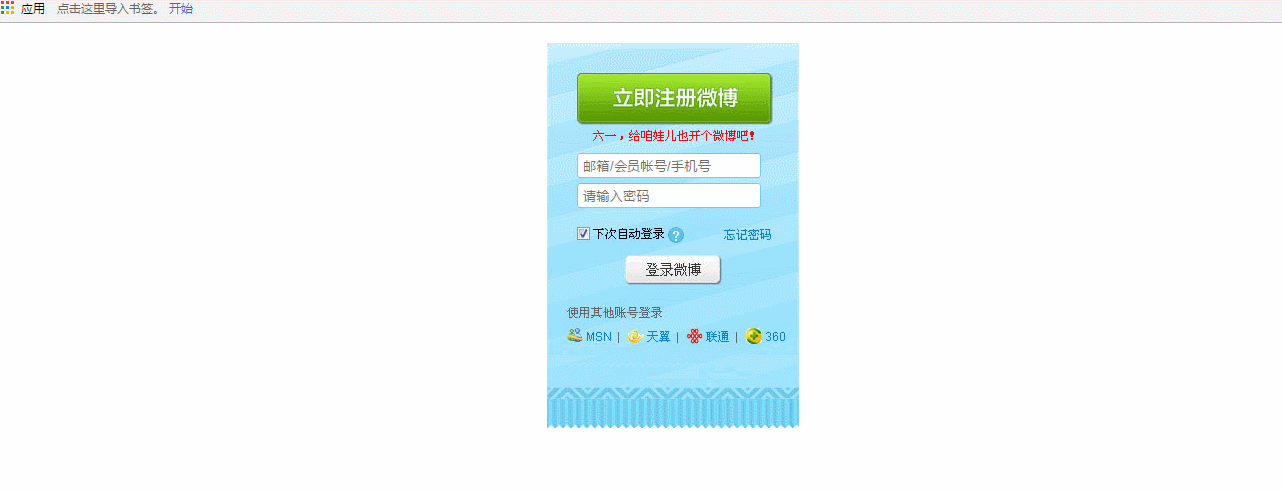 应用 点击这里导入书签。 开始
立即注册微博
六一，给咱娃儿也开个微博吧！
邮箱/会员帐号/手机号
请输入密码
下次自动登录 ? 忘记密码
登录微博
使用其他账号登录
MSN | 天翼 | 联通 | 360